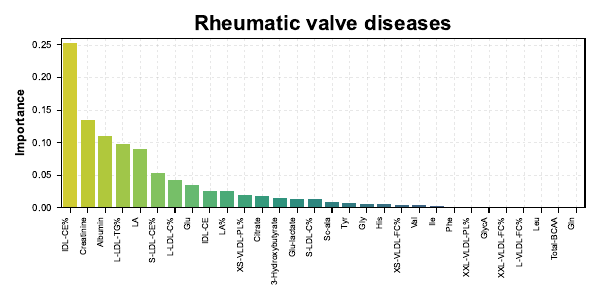 Rheumatic valve diseases
Importance
0.25
0.20
0.15
0.10
0.05
0.00
IDL-CE%
Creatinine
Albumin
L-LDL-TG%
LA
S-LDL-CE%
L-LDL-C%
Glu
IDL-CE
LA%
XS-VLDL-PL%
Citrate
3-Hydroxybutyrate
Glu-lactate
S-LDL-C%
Sc-ala
Tyr
Gly
His
XS-VLDL-FC%
Val
Ile
Phe
XXL-VLDL-PL%
GlycA
XXL-VLDL-FC%
L-VLDL-FC%
Leu
Total-BCAA
Gln